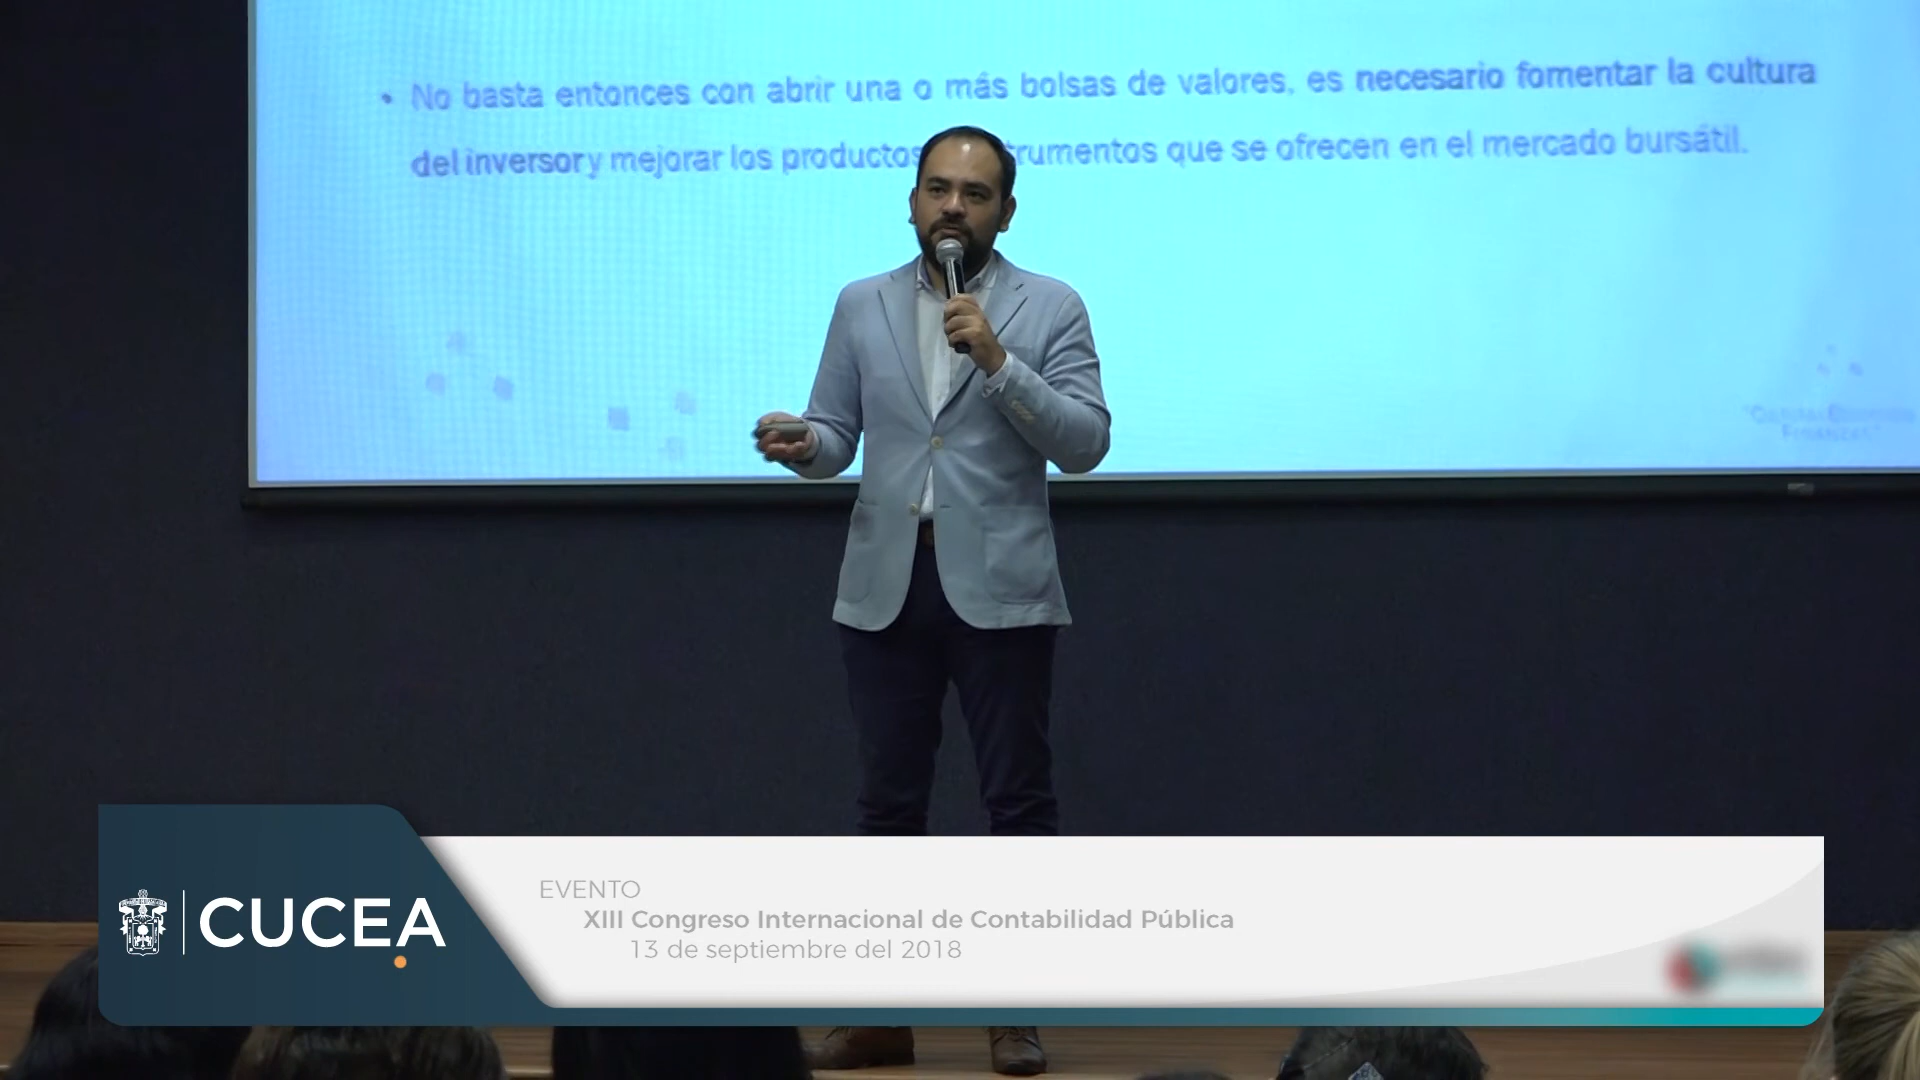 • No basta entonces con abrir una o más bolsas de valores, es necesario fomentar la cultura
del inversor y mejorar los productos trumentos que se ofrecen en el mercado bursátil.
CUCEA
EVENTO
XIII Congreso Internacional de Contabilidad Pública
13 de septiembre del 2018